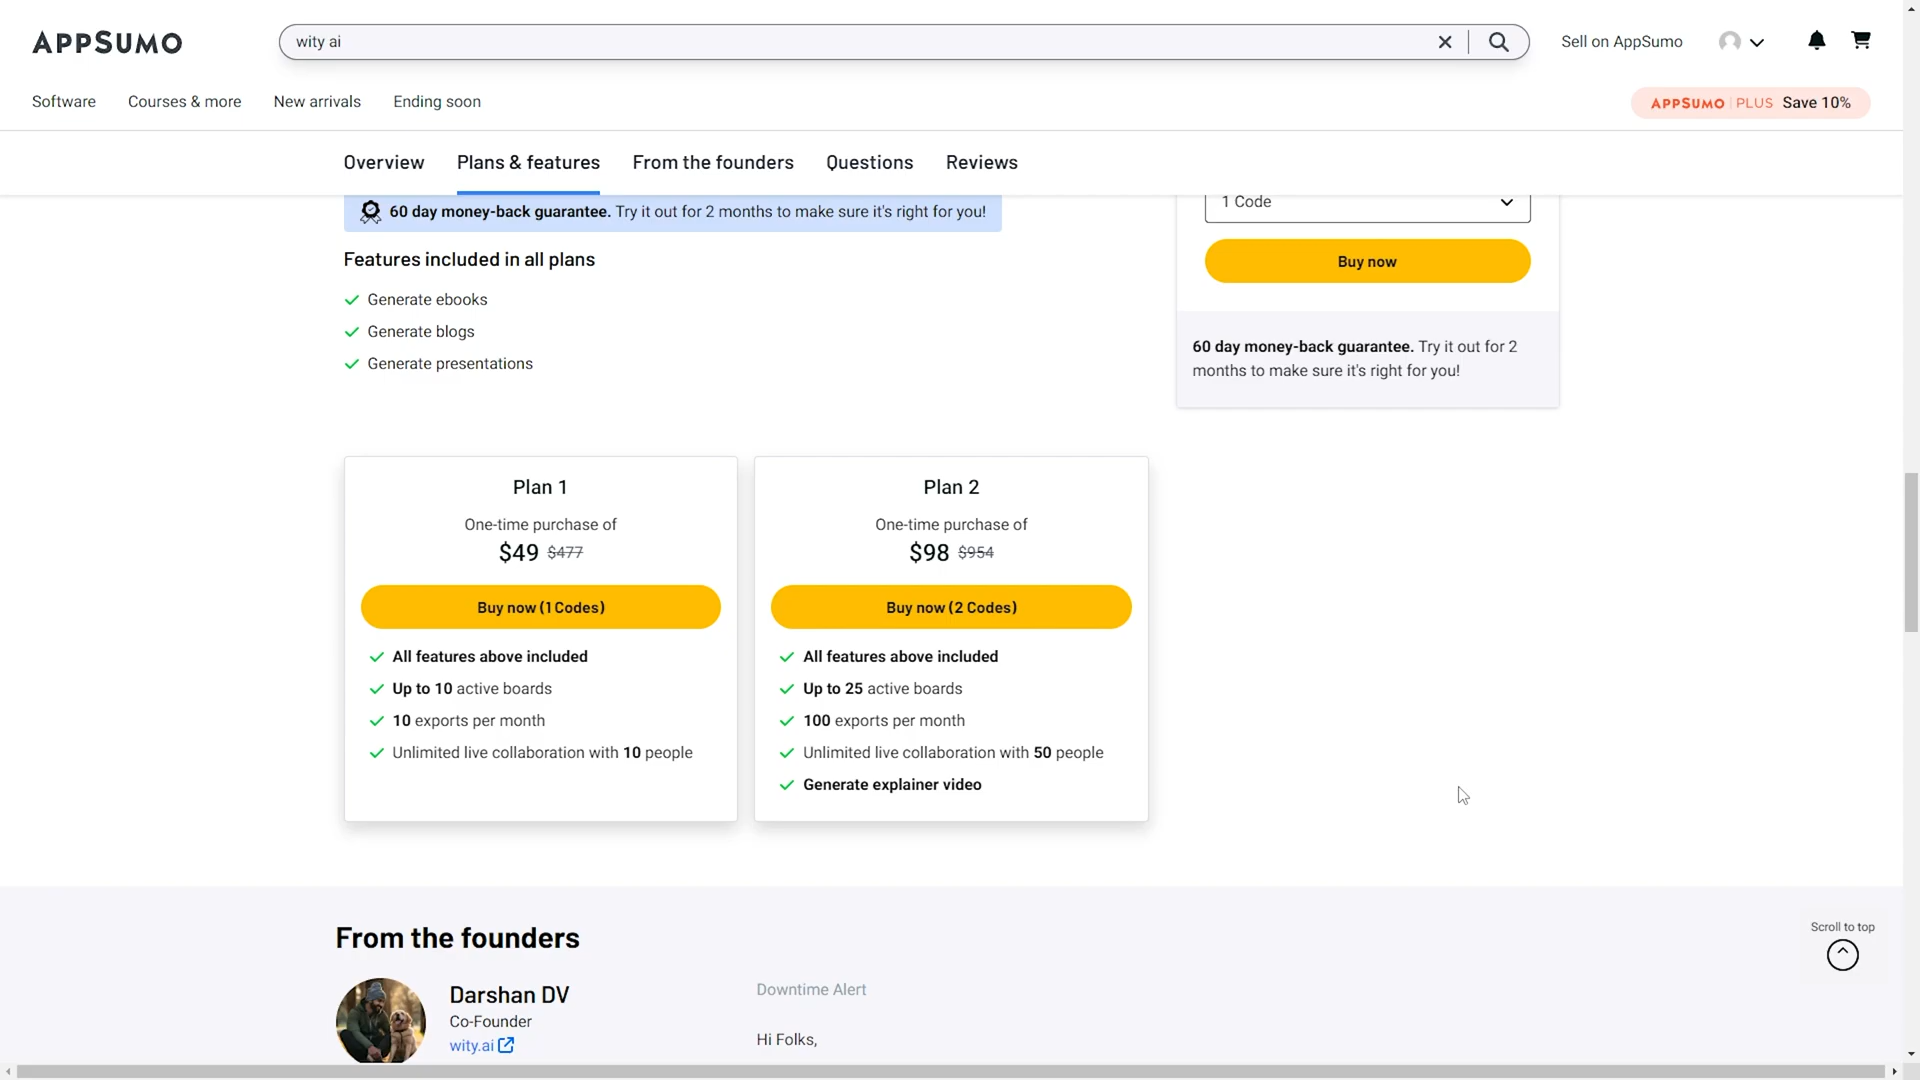 APPSUMO
wity ai
Sell on AppSumo
Software
Courses & more
New arrivals
Ending soon
APPSUMO PLUS Save 10%
Overview
Plans & features
From the founders
Questions
Reviews
60 day money-back guarantee. Try it out for 2 months to make sure it's right for you!
1 Code
Buy now
Features included in all plans
Generate ebooks
Generate blogs
Generate presentations
60 day money-back guarantee. Try it out for 2
months to make sure it's right for you!
Plan 1
One-time purchase of
$49 $477
Buy now (1 Codes)
All features above included
Up to 10 active boards
10 exports per month
Unlimited live collaboration with 10 people
Plan 2
One-time purchase of
$98 $954
Buy now (2 Codes)
All features above included
Up to 25 active boards
100 exports per month
Unlimited live collaboration with 50 people
Generate explainer video
From the founders
Scroll to top
Darshan DV
Co-Founder
wity.ai
Downtime Alert
Hi Folks,